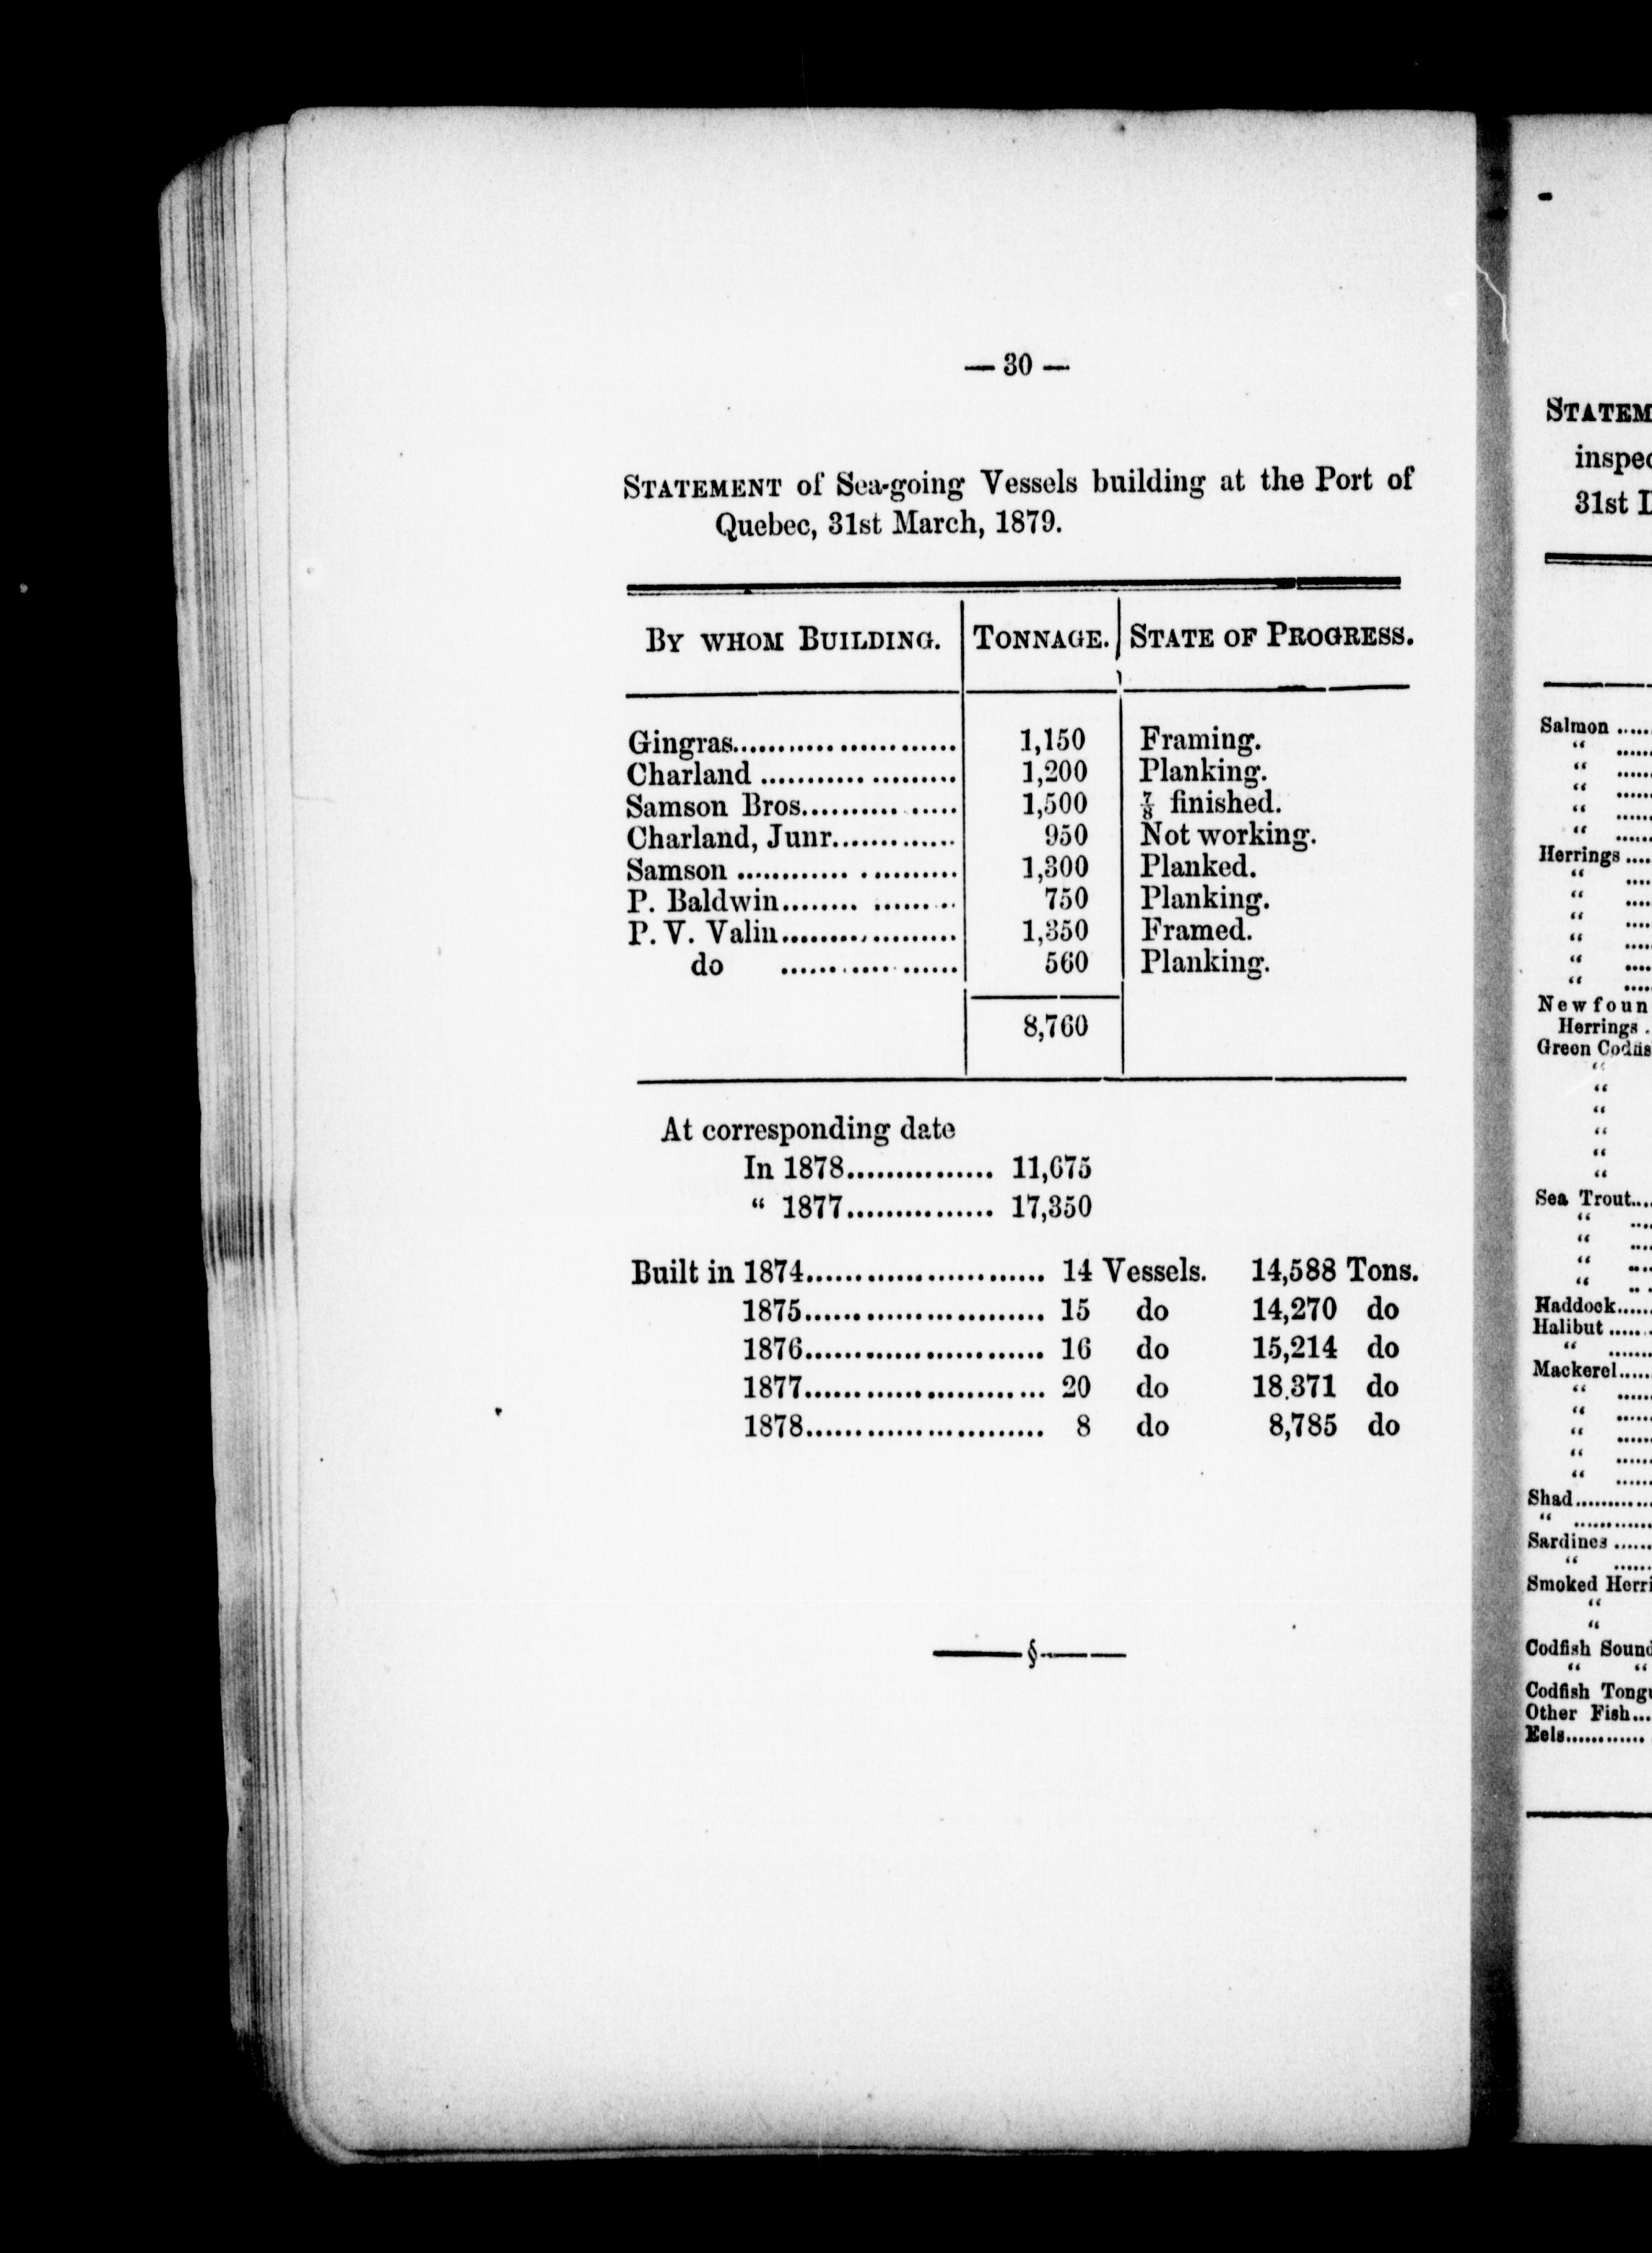 — 30 —
STATEMENT of Sea-going Vessels building at the Port of
Quebec, 31st March, 1879.
BY WHOM BUILDING. TONNAGE. STATE OF PROGRESS.
Gingras........................ 1,150 Framing.
Charland ..................... 1,200 Planking.
Samson Bros................ 1,500 ⅞ finished.
Charland, Junr............. 950 Not working.
Samson ....................... 1,300 Planked.
P. Baldwin.................. 750 Planking.
P. V. Valin................... 1,350 Framed.
do .................... 560 Planking.
8,760
At corresponding date
In 1878............... 11,675
“ 1877............... 17,350
Built in 1874........................ 14 Vessels. 14,588 Tons.
1875........................ 15 do 14,270 do
1876........................ 16 do 15,214 do
1877........................ 20 do 18.371 do
1878........................ 8 do 8,785 do
§
STATEM
inspec
31st D
Salmon .....
“ ......
“ ......
“ ......
“ ......
“ ......
Herrings ....
“ ....
“ ....
“ ....
“ ....
“ ....
“ ....
Newfoun
Herrings .
Green Codfis
“
“
“
“
“
“
Sea Trout....
“ ....
“ ....
“ ....
“ ....
Haddock......
Halibut ......
“ ......
Mackerel.....
“ ......
“ ......
“ ......
“ ......
“ ......
Shad...........
“ ...........
Sardines ......
“ ......
Smoked Herri
“
“
Codfish Sound
“ “
Codfish Tongu
Other Fish...
Eels............